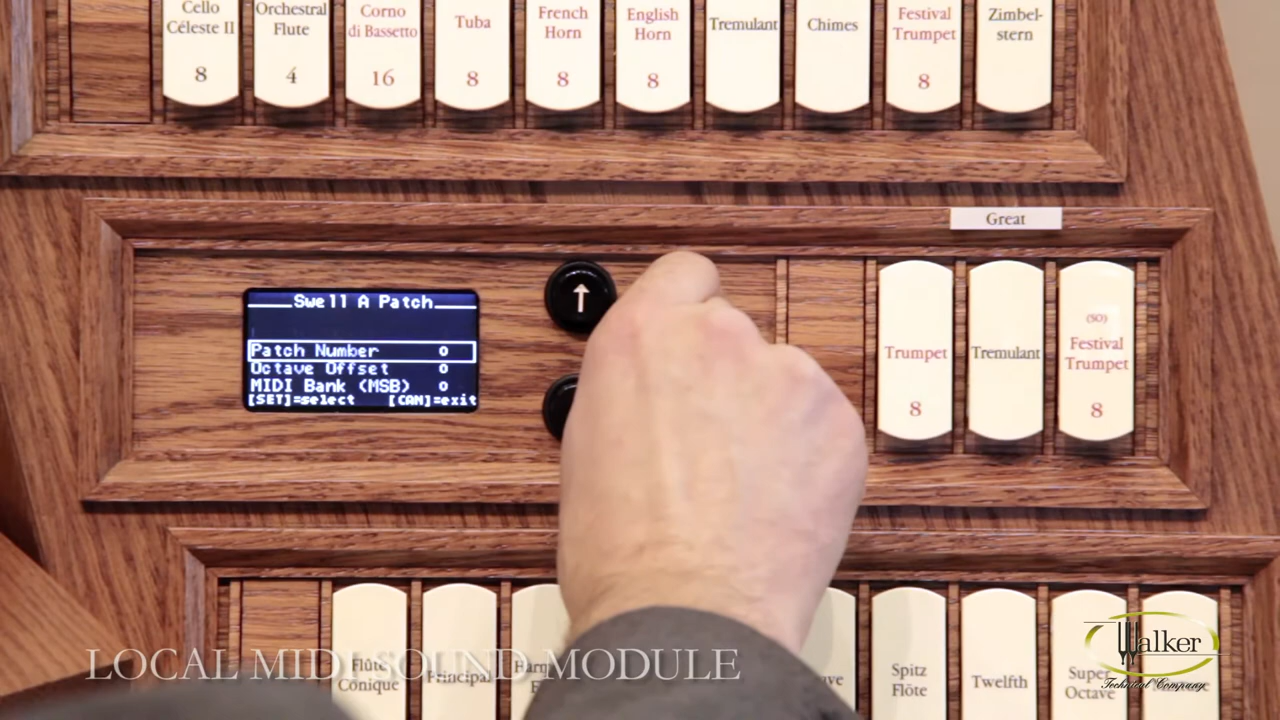 Cello
Céleste II
8
Orchestral
Flute
4
Corno
di Bassetto
16
Tuba
8
French
Horn
8
English
Horn
8
Tremulant
Chimes
Festival
Trumpet
8
Zimbel-
stern
Great
Swell A Patch
Patch Number 0
Octave Offset 0
MIDI Bank (MSB) 0
[SET]=select [CAN]=exit
↑
Trumpet
8
Tremulant
(SO)
Festival
Trumpet
8
Flûte
Conique
Principal
Spitz
Flöte
Twelfth
Super
Octave
LOCAL MIDI SOUND MODULE
Walker
Technical Company